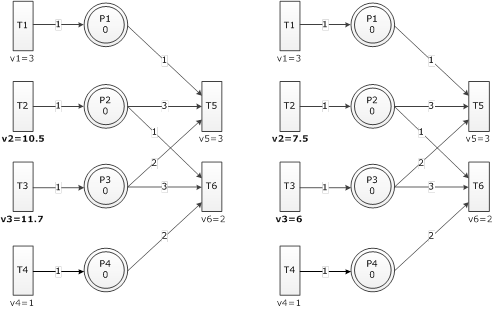 T1 1 P1 0
v1=3
1
T2 1 P2 0 3 T5
v2=10.5 1 v5=3
2
T3 1 P3 0 3 T6
v3=11.7 v6=2
2
T4 1 P4 0
v4=1
T1 1 P1 0
v1=3
1
T2 1 P2 0 3 T5
v2=7.5 1 v5=3
2
T3 1 P3 0 3 T6
v3=6 v6=2
2
T4 1 P4 0
v4=1